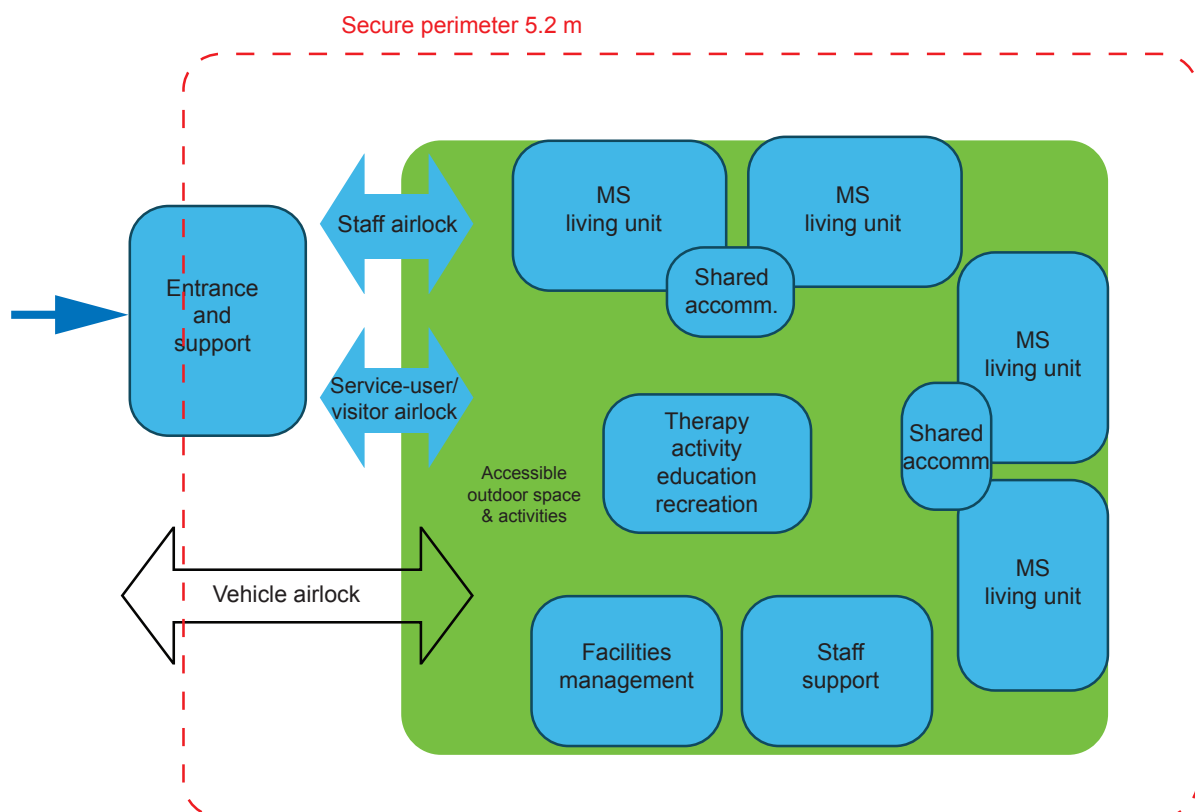 Secure perimeter 5.2 m
Entrance
and
support
Staff airlock
Service-user/
visitor airlock
Vehicle airlock
MS
living unit
MS
living unit
Shared
accomm.
MS
living unit
Shared
accomm
MS
living unit
Therapy
activity
education
recreation
Accessible
outdoor space
& activities
Facilities
management
Staff
support